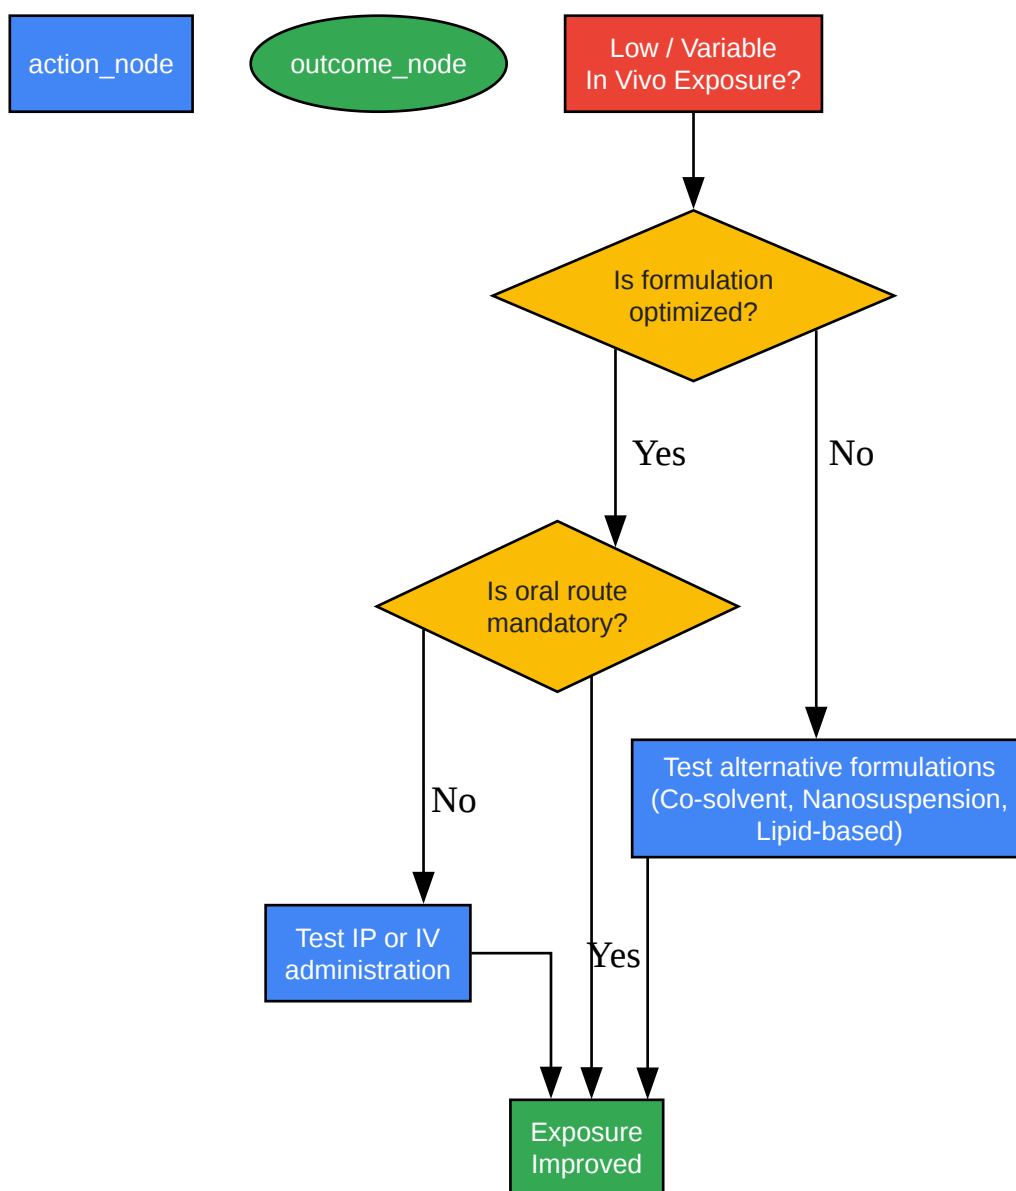 action_node
outcome_node
Low / Variable
In Vivo Exposure?
Is formulation
optimized?
Yes
No
Is oral route
mandatory?
Test alternative formulations
(Co-solvent, Nanosuspension,
Lipid-based)
No
Test IP or IV
administration
Yes
Exposure
Improved